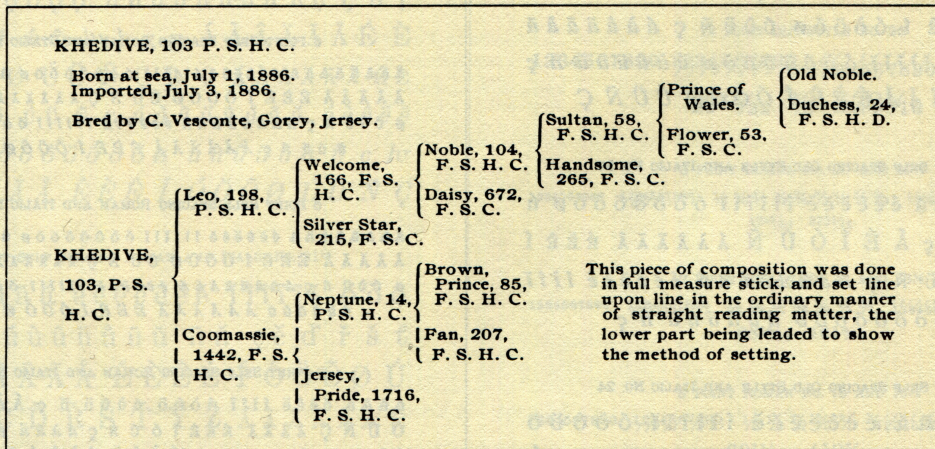 KHEDIVE, 103 P. S. H. C.
Born at sea, July 1, 1886.
Imported, July 3, 1886.
Bred by C. Vesconte, Gorey, Jersey.
Old Noble.
Duchess, 24,
F. S. H. D.
Prince of
Wales.
Flower, 53,
F. S. C.
Sultan, 58,
F. S. H. C.
Handsome,
265, F. S. C.
Noble, 104,
F. S. H. C.
Daisy, 672,
F. S. C.
Welcome,
166, F. S.
H. C.
Silver Star,
215, F. S. C.
Leo, 198,
P. S. H. C.
KHEDIVE,
103, P. S.
H. C.
Coomassie,
1442, F. S.
H. C.
Neptune, 14,
P. S. H. C.
Jersey,
Pride, 1716,
F. S. H. C.
Brown,
Prince, 85,
F. S. H. C.
Fan, 207,
F. S. H. C.
This piece of composition was done
in full measure stick, and set line
upon line in the ordinary manner
of straight reading matter, the
lower part being leaded to show
the method of setting.